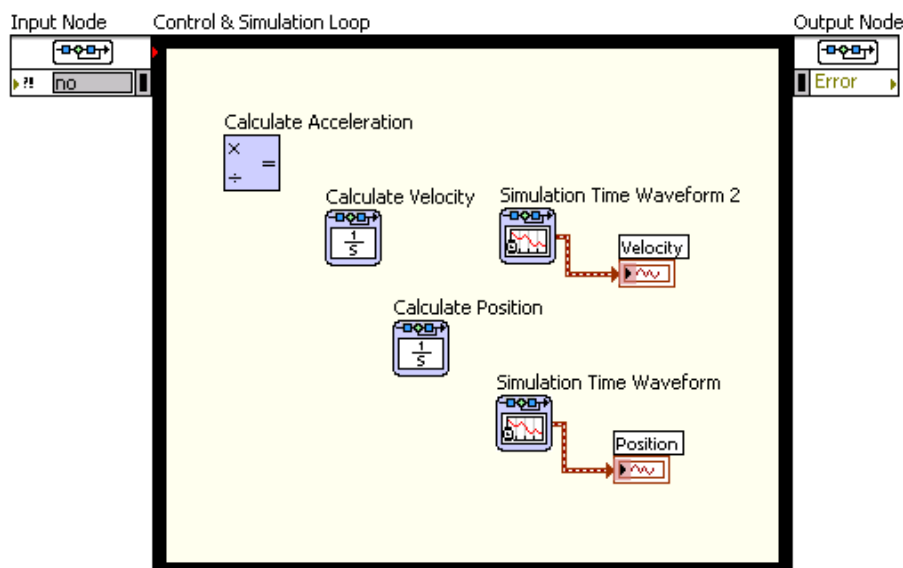 Input Node
Control & Simulation Loop
Output Node
?! no
Error
Calculate Acceleration
×
÷ =
Calculate Velocity
1
S
Simulation Time Waveform 2
Velocity
Calculate Position
1
S
Simulation Time Waveform
Position